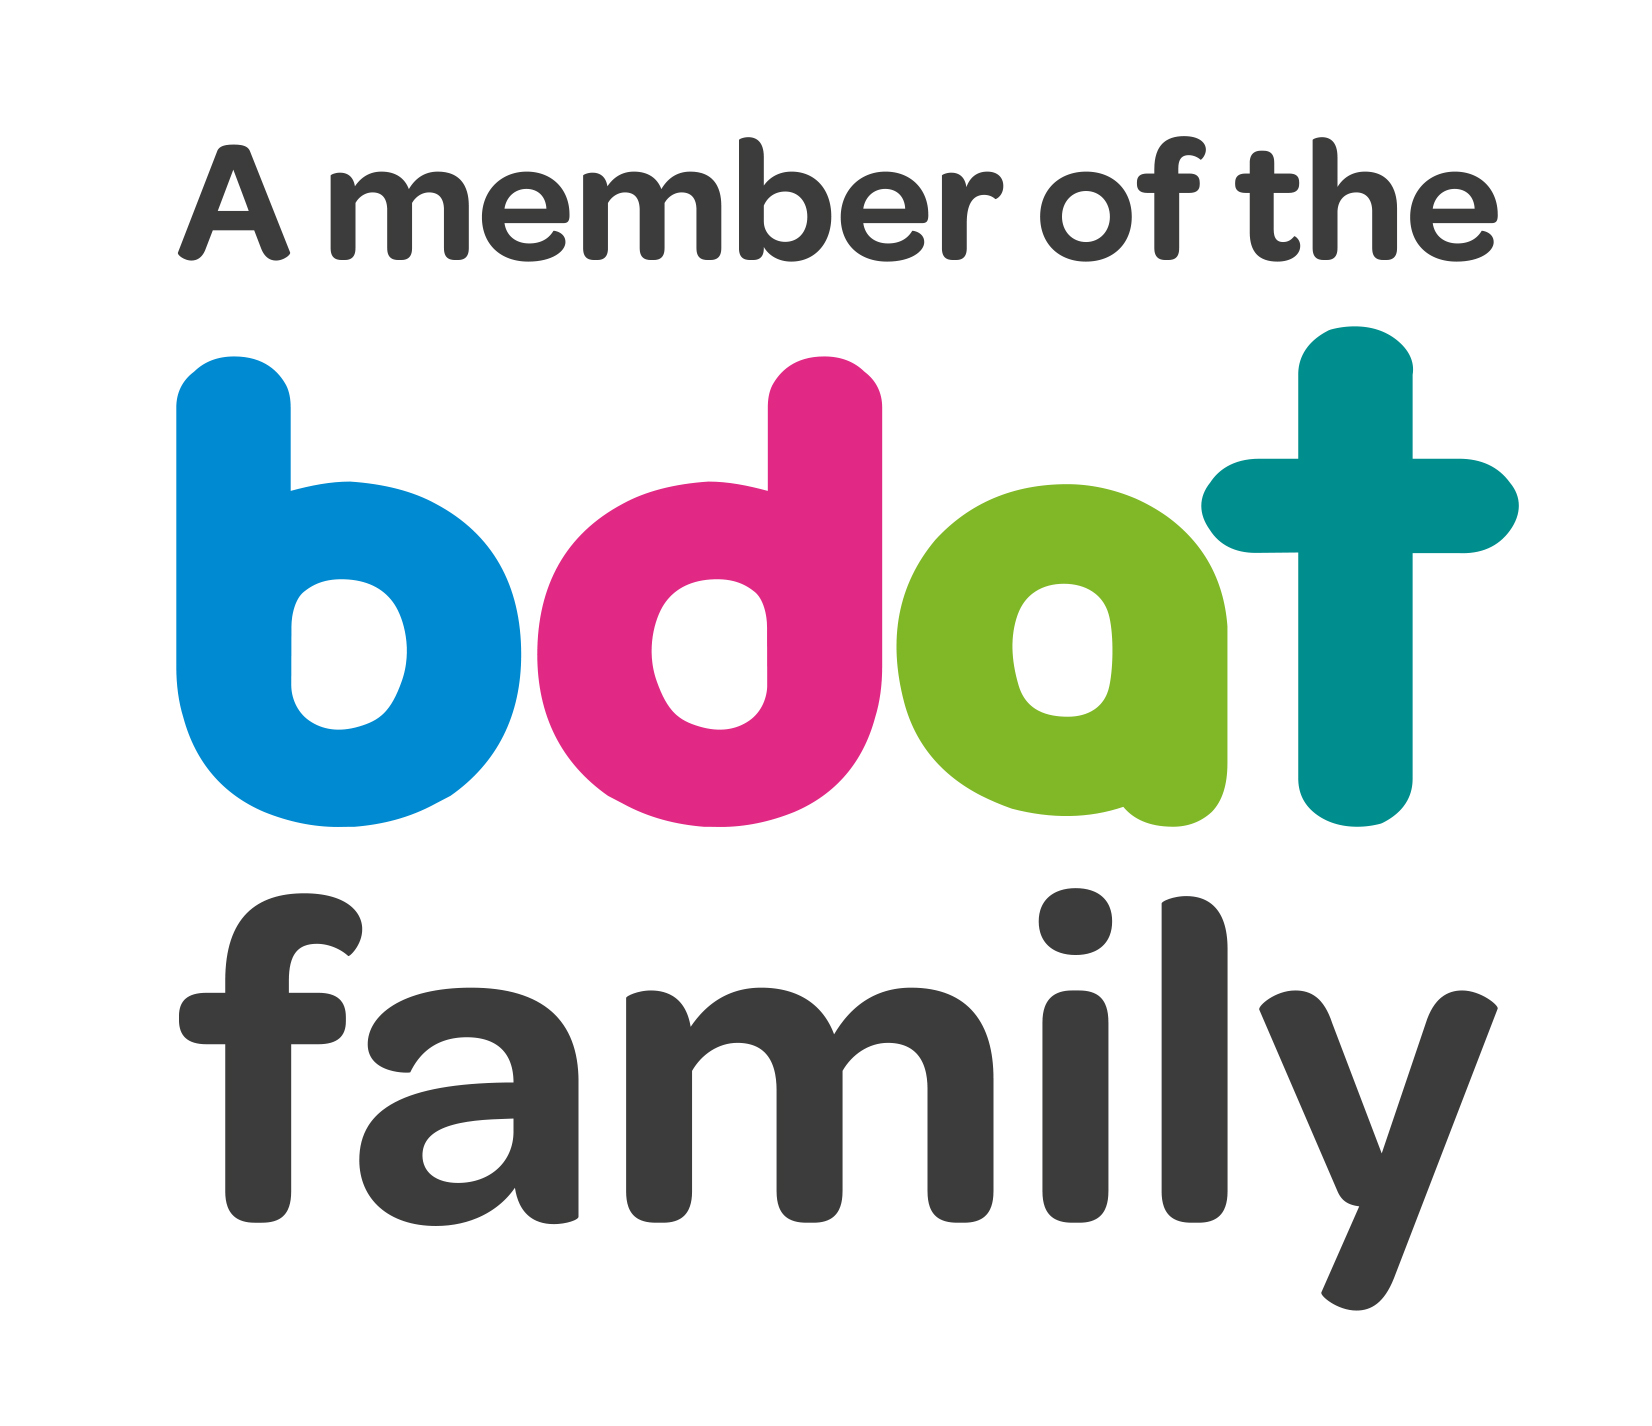 A member of the
bdat
family